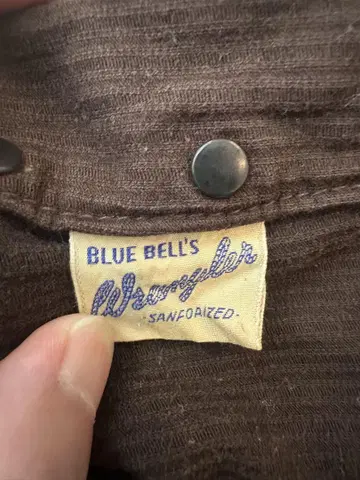 BLUE BELL'S
Wrangler
-SANFORIZED-